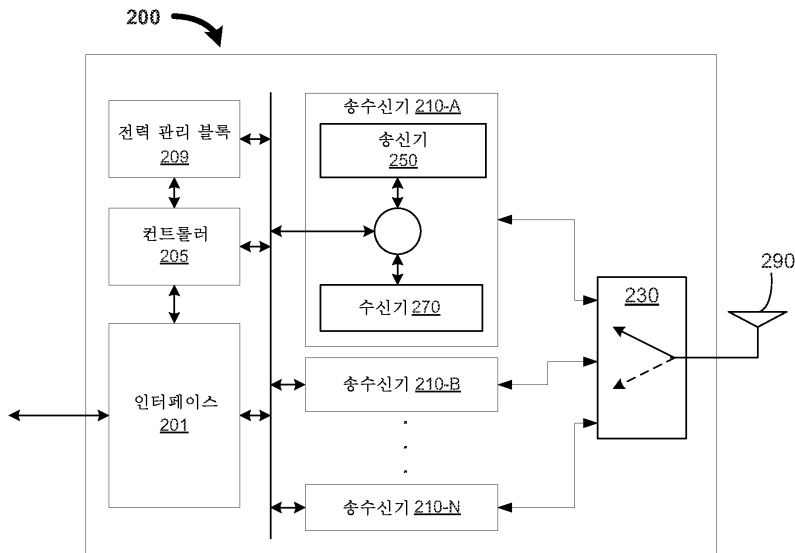 200
전력 관리 블록
209
컨트롤러
205
인터페이스
201
송수신기 210-A
송신기
250
수신기 270
송수신기 210-B
송수신기 210-N
230
290